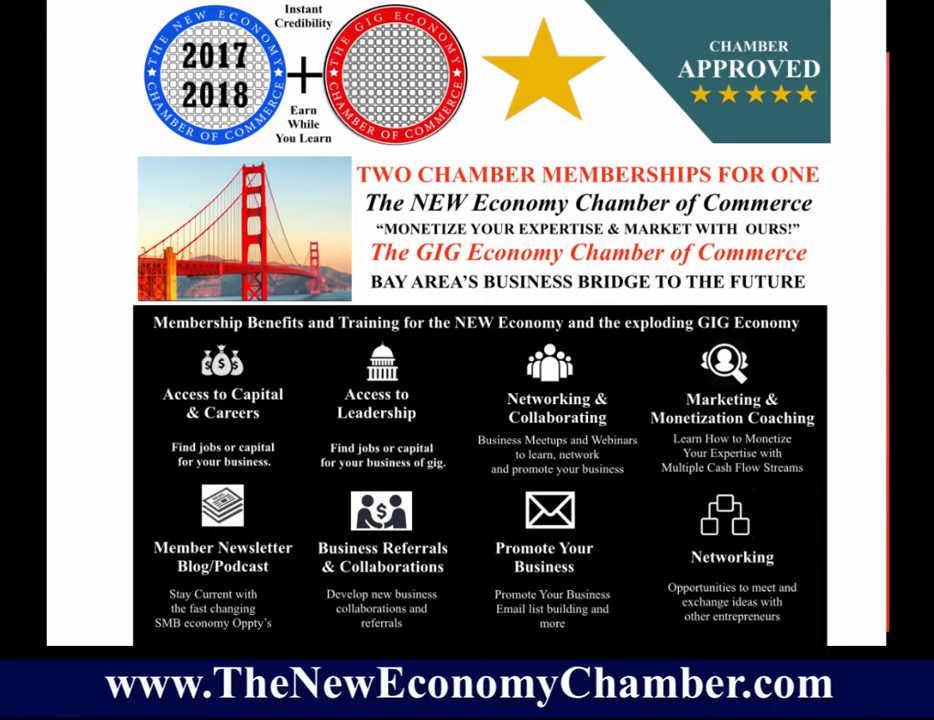 THE NEW ECONOMY
2017
2018
CHAMBER OF COMMERCE
Instant
Credibility
+
Earn
While
You Learn
THE GIG ECONOMY
CHAMBER OF COMMERCE
CHAMBER
APPROVED
TWO CHAMBER MEMBERSHIPS FOR ONE
The NEW Economy Chamber of Commerce
“MONETIZE YOUR EXPERTISE & MARKET WITH OURS!”
The GIG Economy Chamber of Commerce
BAY AREA’S BUSINESS BRIDGE TO THE FUTURE
Membership Benefits and Training for the NEW Economy and the exploding GIG Economy
$ $ $
Access to Capital
& Careers
Find jobs or capital
for your business.
Access to
Leadership
Find jobs or capital
for your business of gig.
Networking &
Collaborating
Business Meetups and Webinars
to learn, network
and promote your business
Marketing &
Monetization Coaching
Learn How to Monetize
Your Expertise with
Multiple Cash Flow Streams
Member Newsletter
Blog/Podcast
Stay Current with
the fast changing
SMB economy Oppty’s
$
Business Referrals
& Collaborations
Develop new business
collaborations and
referrals
Promote Your
Business
Promote Your Business
Email list building and
more
Networking
Opportunities to meet and
exchange ideas with
other entrepreneurs
www.TheNewEconomyChamber.com